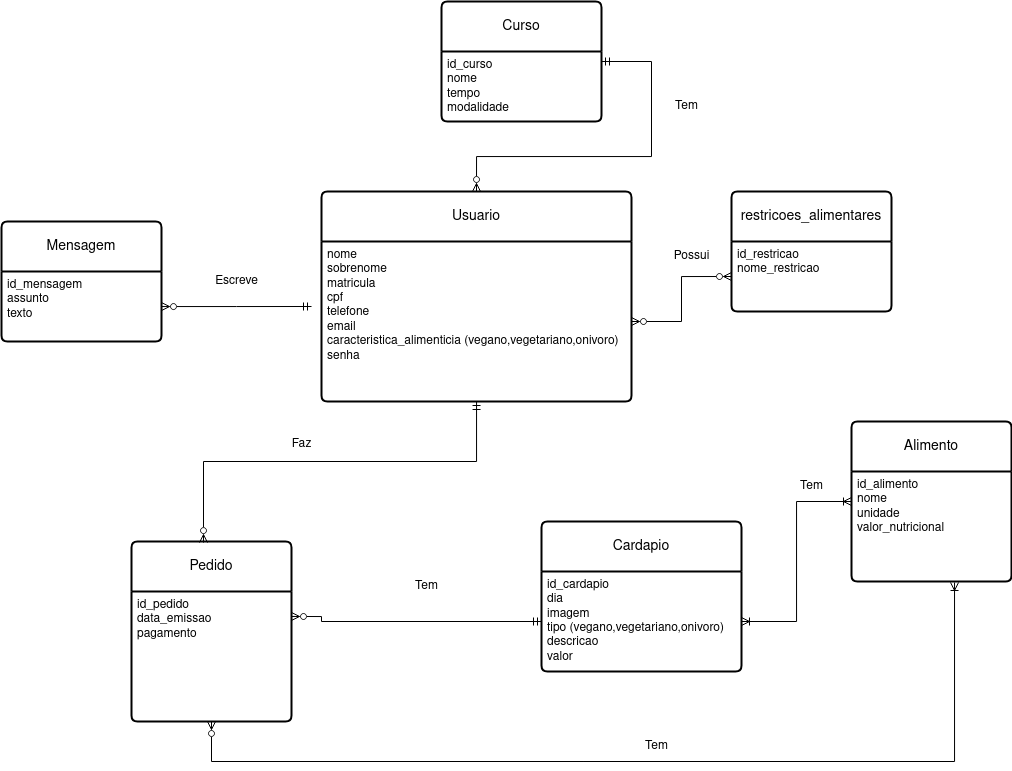 Curso
id_curso
nome
tempo
modalidade
Tem
Mensagem
id_mensagem
assunto
texto
Escreve
Usuario
nome
sobrenome
matricula
cpf
telefone
email
caracteristica_alimenticia (vegano,vegetariano,onivoro)
senha
Possui
restricoes_alimentares
id_restricao
nome_restricao
Faz
Pedido
id_pedido
data_emissao
pagamento
Tem
Cardapio
id_cardapio
dia
imagem
tipo (vegano,vegetariano,onivoro)
descricao
valor
Tem
Alimento
id_alimento
nome
unidade
valor_nutricional
Tem